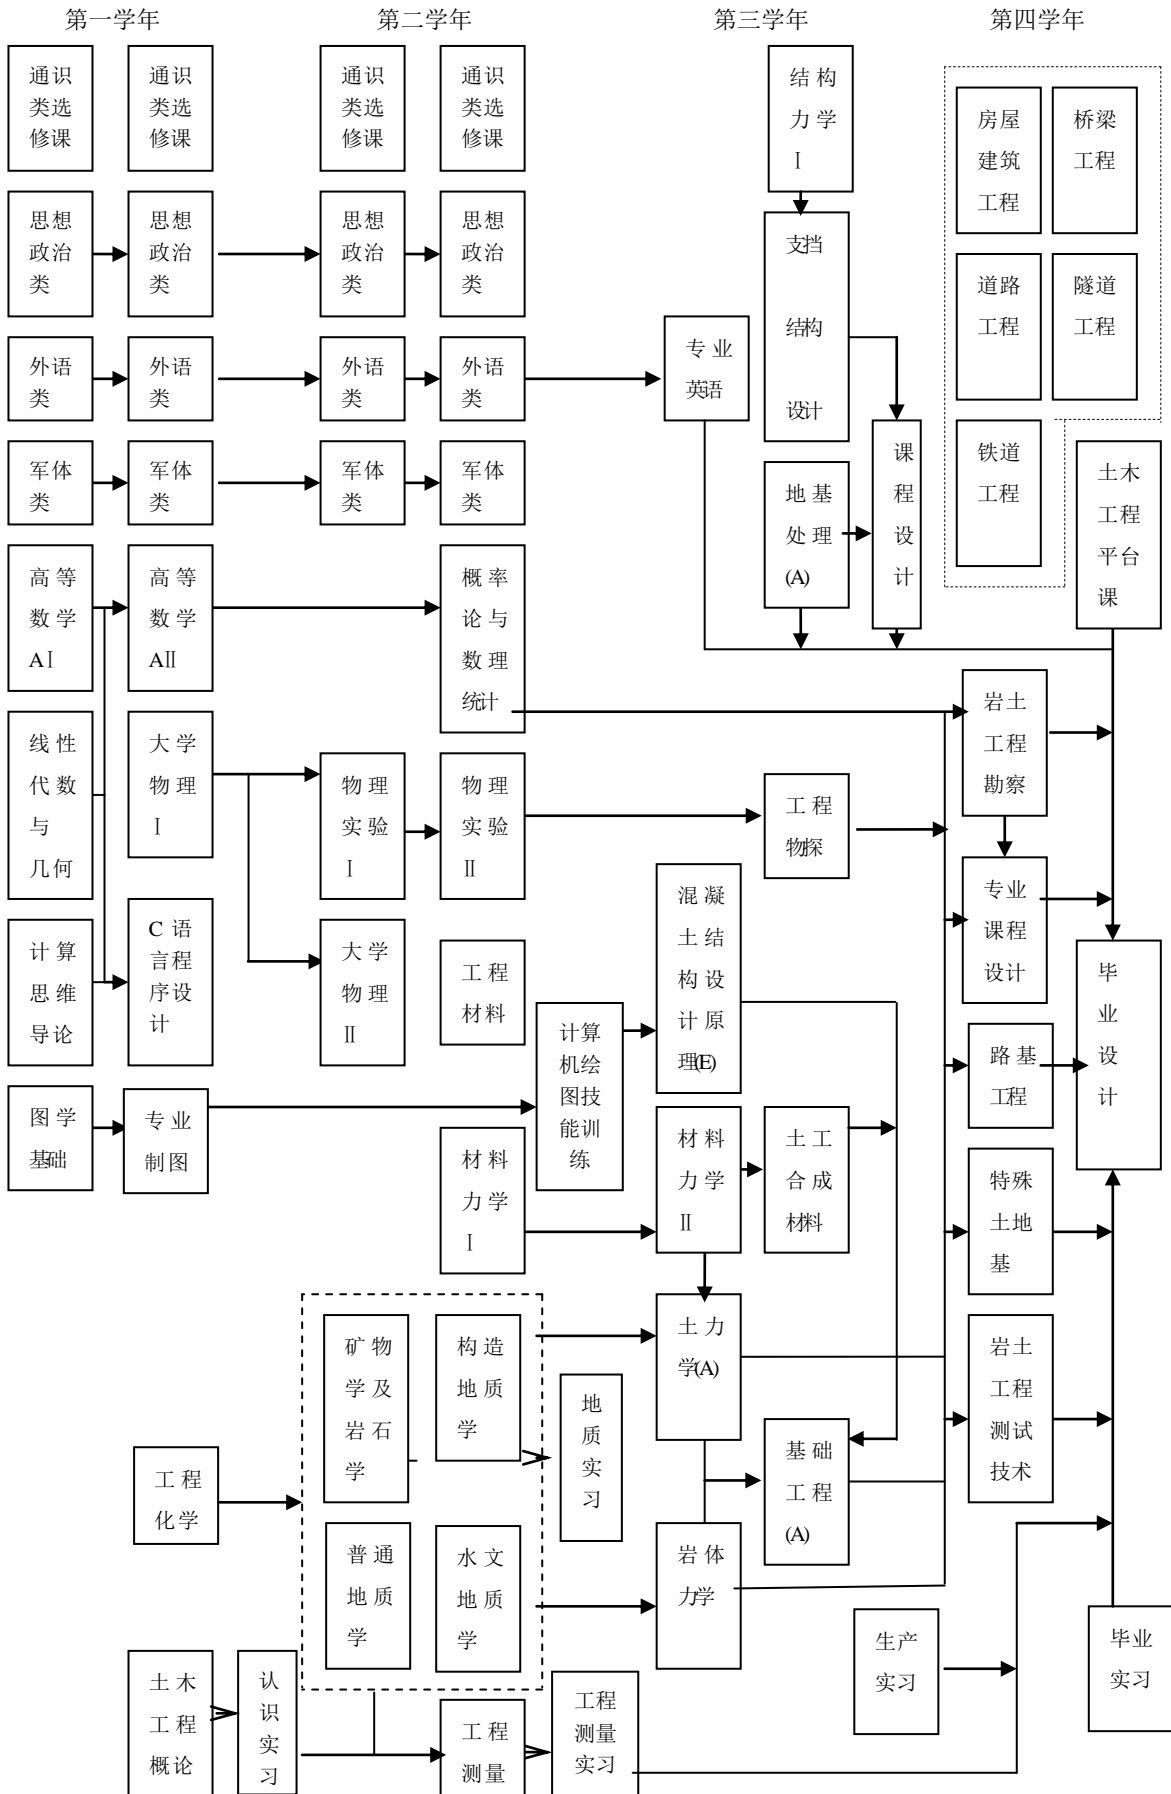 第一学年
第二学年
第三学年
第四学年
通识
类选
修课
通识
类选
修课
通识
类选
修课
通识
类选
修课
结构
力学
Ⅰ
房屋
建筑
工程
桥梁
工程
思想
政治
类
思想
政治
类
思想
政治
类
思想
政治
类
支挡
结构
设计
道路
工程
隧道
工程
外语
类
外语
类
外语
类
外语
类
专业
英语
课
程
设
计
铁道
工程
土木
工程
平台
课
军体
类
军体
类
军体
类
军体
类
地基
处理
(A)
高等
数学
AⅠ
高等
数学
AⅡ
概率
论与
数理
统计
岩土
工程
勘察
线性
代数
与
几何
大学
物理
Ⅰ
物理
实验
Ⅰ
物理
实验
Ⅱ
工程
物探
专业
课程
设计
混凝
土结
构设
计原
理(E)
计算
思维
导论
C 语
言程
序设
计
大学
物理
Ⅱ
工程
材料
计算
机绘
图技
能训
练
毕
业
设
计
路基
工程
图学
基础
专业
制图
材料
力学
Ⅰ
材料
力学
Ⅱ
土工
合成
材料
特殊
土地
基
矿物
学及
岩石
学
构造
地质
学
土力
学(A)
岩土
工程
测试
技术
地
质
实
习
基础
工程
(A)
工程
化学
普通
地质
学
水文
地质
学
岩体
力学
生产
实习
毕业
实习
土木
工程
概论
认
识
实
习
工程
测量
工程
测量
实习